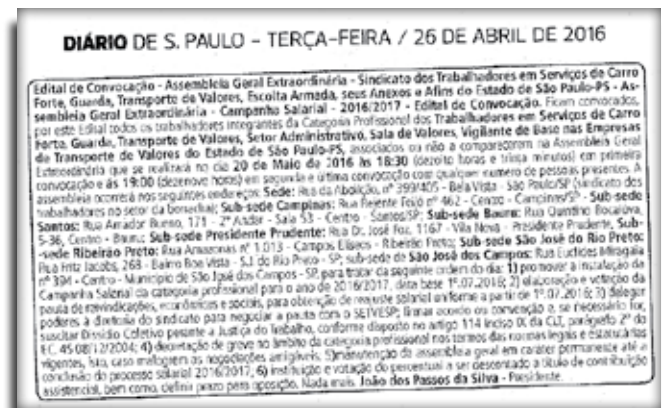 DIÁRIO DE S. PAULO - TERÇA-FEIRA / 26 DE ABRIL DE 2016
Edital de Convocação - Assembleia Geral Extraordinária - Sindicato dos Trabalhadores em Serviços de Carro
Forte, Guarda, Transporte de Valores, Escolta Armada, seus Anexos e Afins do Estado de São Paulo-PS - As-
sembleia Geral Extraordinária - Campanha Salarial - 2016/2017 - Edital de Convocação. Ficam convocados,
por este Edital todos os trabalhadores integrantes da Categoria Profissional dos Trabalhadores em Serviços de Carro
Forte, Guarda, Transporte de Valores, Setor Administrativo, Sala de Valores, Vigilante de Base nas Empresas
de Transporte de Valores do Estado de São Paulo-PS, associados ou não a comparecerem na Assembleia Geral
Extraordinária que se realizará no dia 20 de Maio de 2016 às 18:30 (dezoito horas e trinta minutos) em primeira
convocação e às 19:00 (dezenove horas) em segunda e última convocação com qualquer número de pessoas presentes. A
assembleia ocorrerá nos seguintes endereços: Sede: Rua da Abolição, nº 399/405 - Bela Vista - São Paulo/SP (sindicato dos
trabalhadores no setor da borracha); Sub-sede Campinas: Rua Regente Feijó nº 462 - Centro - Campinas/SP - Sub-sede
Santos: Rua Amador Bueno, 171 - 2º Andar - Sala 53 - Centro - Santos/SP; Sub-sede Bauru: Rua Quintino Bocaiúva,
5-36, Centro - Bauru; Sub-sede Presidente Prudente: Rua Dr. José Foz, 1167 - Vila Nova - Presidente Prudente, Sub-
-sede Ribeirão Preto: Rua Amazonas nº 1.013 - Campos Elíseos - Ribeirão Preto; Sub-sede São José do Rio Preto:
Rua Fritz Jacobs, 268 - Bairro Boa Vista - S.J. do Rio Preto - SP; sub-sede de São José dos Campos: Rua Euclides Miragaia
nº 394 - Centro - Município de São José dos Campos - SP, para tratar da seguinte ordem do dia: 1) promover a instalação da
Campanha Salarial da categoria profissional para o ano de 2016/2017, data base 1º.07.2016; 2) elaboração e votação da
pauta de reivindicações, econômicas e sociais, para obtenção de reajuste salarial uniforme a partir de 1º.07.2016; 3) delegar
poderes à diretoria do sindicato para negociar a pauta com o SETVESP; firmar acordo ou convenção e, se necessário for,
suscitar Dissídio Coletivo perante a Justiça do Trabalho, conforme disposto no artigo 114 inciso IX da CLT, parágrafo 2º do
EC 45 08/12/2004; 4) decretação de greve no âmbito da categoria profissional nos termos das normas legais e estatutárias
vigentes, isto, caso malogrem as negociações amigáveis. 5) manutenção da assembleia geral em caráter permanente até a
conclusão do processo salarial 2016/2017; 6) instituição e votação do percentual a ser descontado a título de contribuição
assistencial, bem como, definir prazo para oposição. Nada mais. João dos Passos da Silva - Presidente.